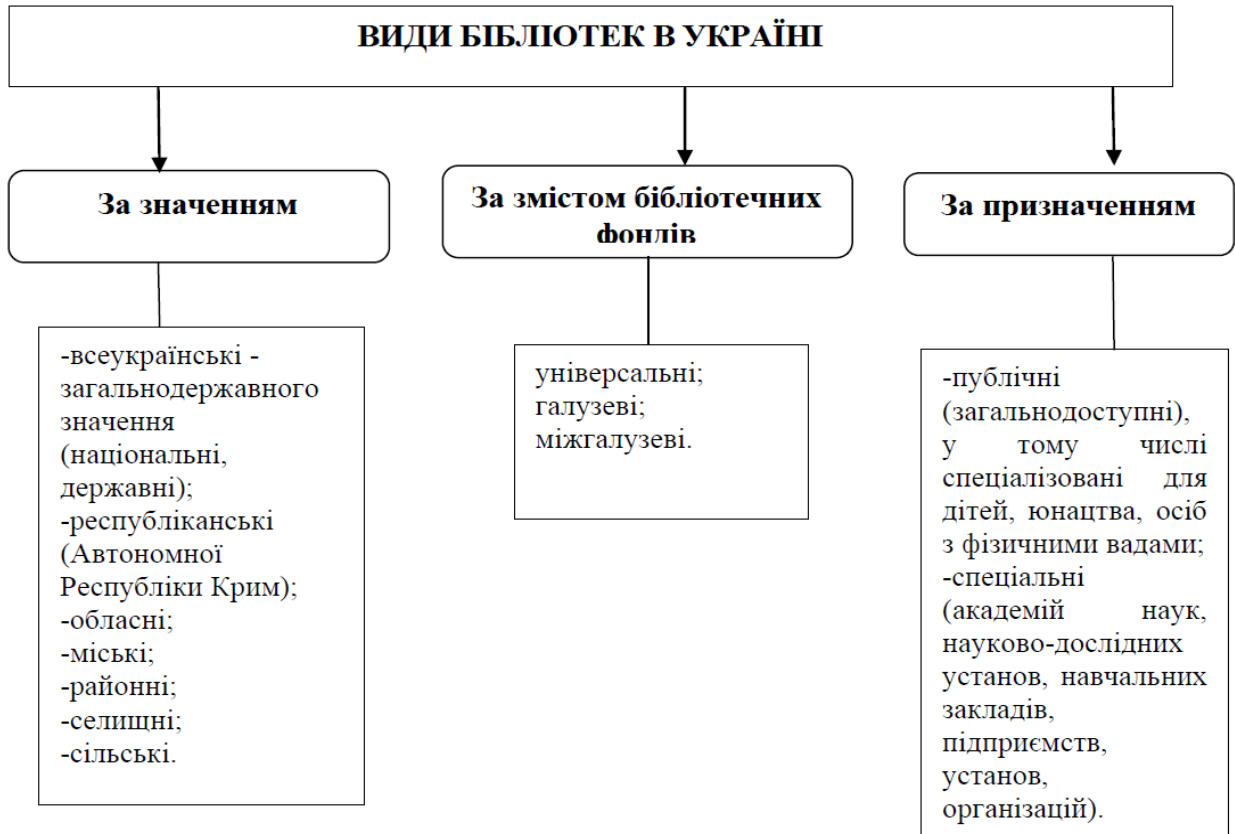 ВИДИ БІБЛІОТЕК В УКРАЇНІ
За значенням
За змістом бібліотечних
фондів
За призначенням
-всеукраїнські -
загальнодержавного
значення
(національні,
державні);
-республіканські
(Автономної
Республіки Крим);
-обласні;
-міські;
-районні;
-селищні;
-сільські.
універсальні;
галузеві;
міжгалузеві.
-публічні
(загальнодоступні),
у тому числі
спеціалізовані для
дітей, юнацтва, осіб
з фізичними вадами;
-спеціальні
(академій наук,
науково-дослідних
установ, навчальних
закладів,
підприємств,
установ,
організацій).